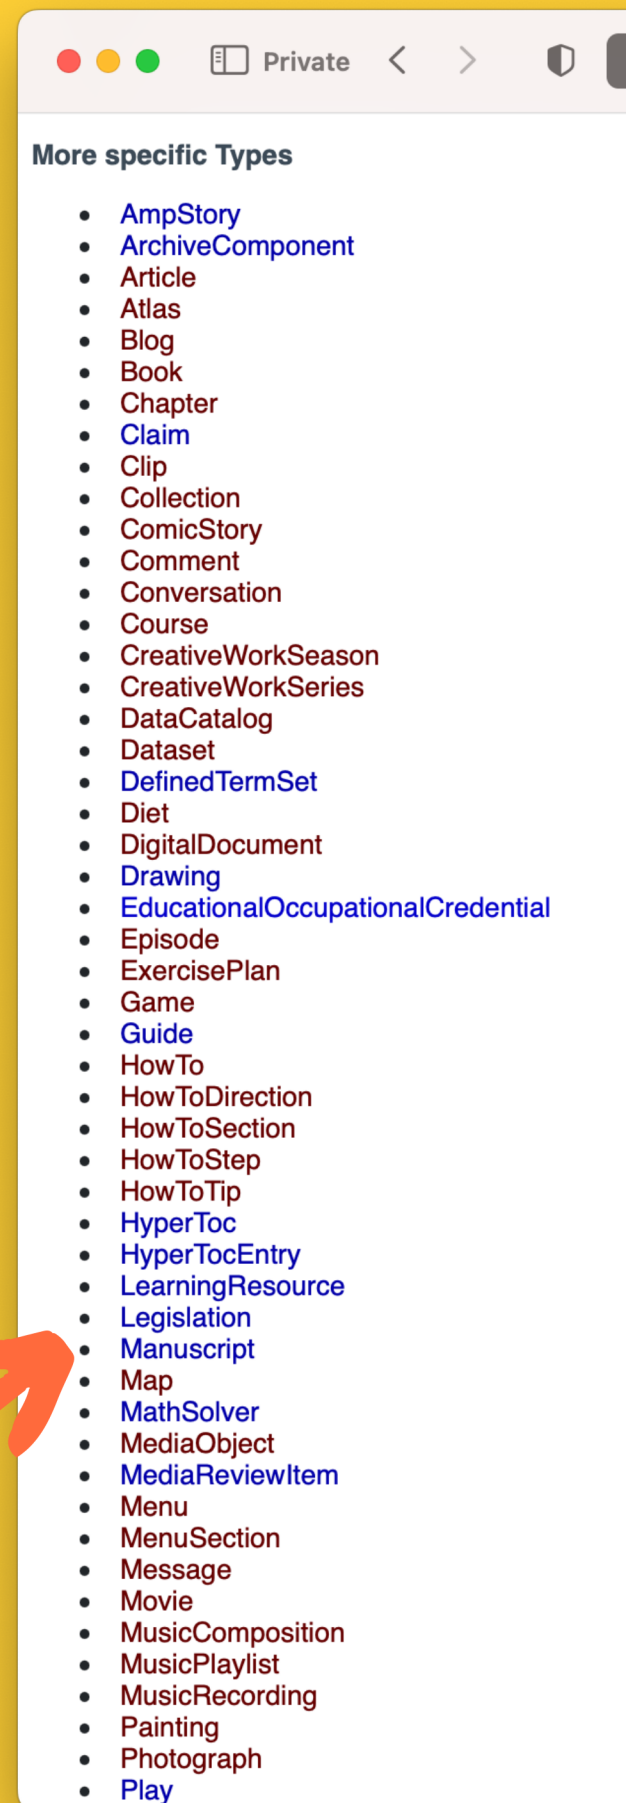 Private
More specific Types
AmpStory
ArchiveComponent
Article
Atlas
Blog
Book
Chapter
Claim
Clip
Collection
ComicStory
Comment
Conversation
Course
CreativeWorkSeason
CreativeWorkSeries
DataCatalog
Dataset
DefinedTermSet
Diet
DigitalDocument
Drawing
EducationalOccupationalCredential
Episode
ExercisePlan
Game
Guide
HowTo
HowToDirection
HowToSection
HowToStep
HowToTip
HyperToc
HyperTocEntry
LearningResource
Legislation
Manuscript
Map
MathSolver
MediaObject
MediaReviewItem
Menu
MenuSection
Message
Movie
MusicComposition
MusicPlaylist
MusicRecording
Painting
Photograph
Play